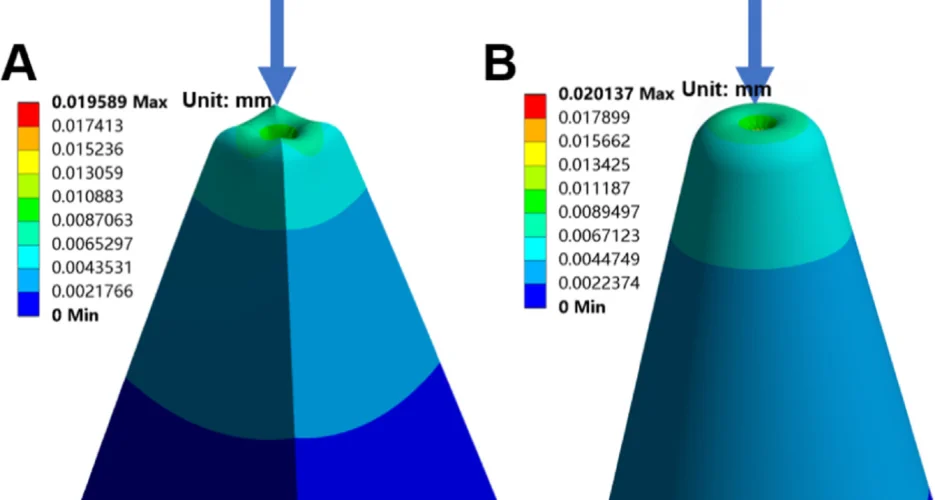 A
0.019589 Max
Unit: mm
0.017413
0.015236
0.013059
0.010883
0.0087063
0.0065297
0.0043531
0.0021766
0 Min
B
0.020137 Max
Unit: mm
0.017899
0.015662
0.013425
0.011187
0.0089497
0.0067123
0.0044749
0.0022374
0 Min